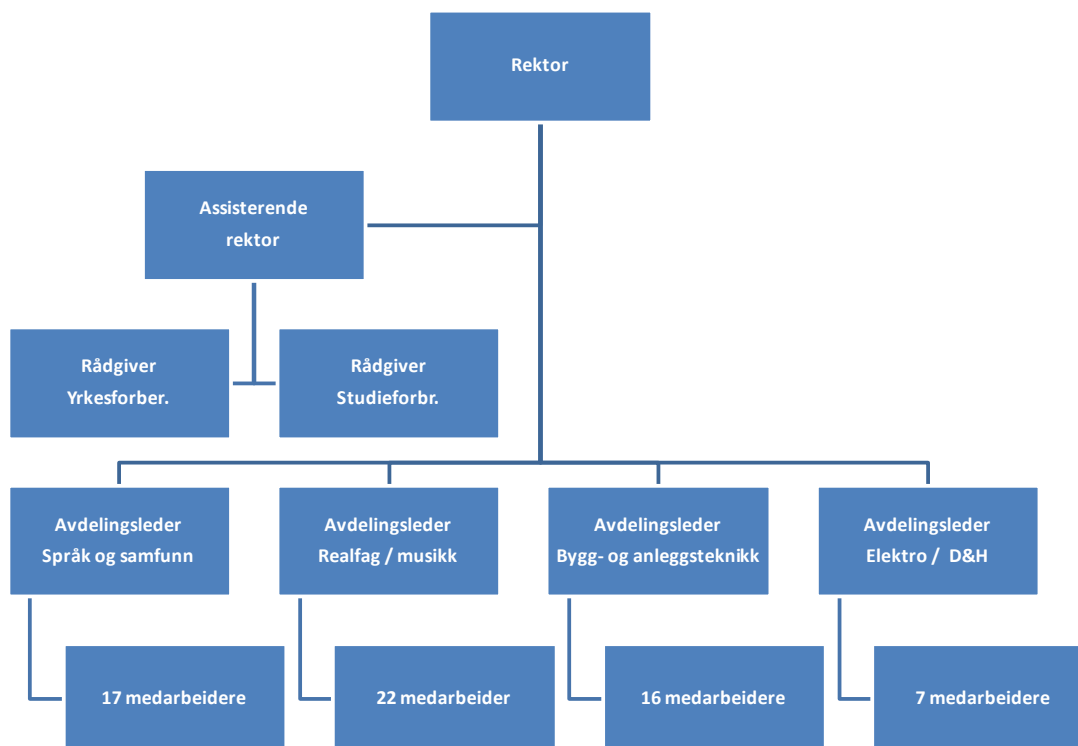 Rektor
Assisterende
rektor
Rådgiver
Yrkesforber.
Rådgiver
Studieforbr.
Avdelingsleder
Språk og samfunn
Avdelingsleder
Realfag / musikk
Avdelingsleder
Bygg- og anleggsteknikk
Avdelingsleder
Elektro / D&H
17 medarbeidere
22 medarbeider
16 medarbeidere
7 medarbeidere